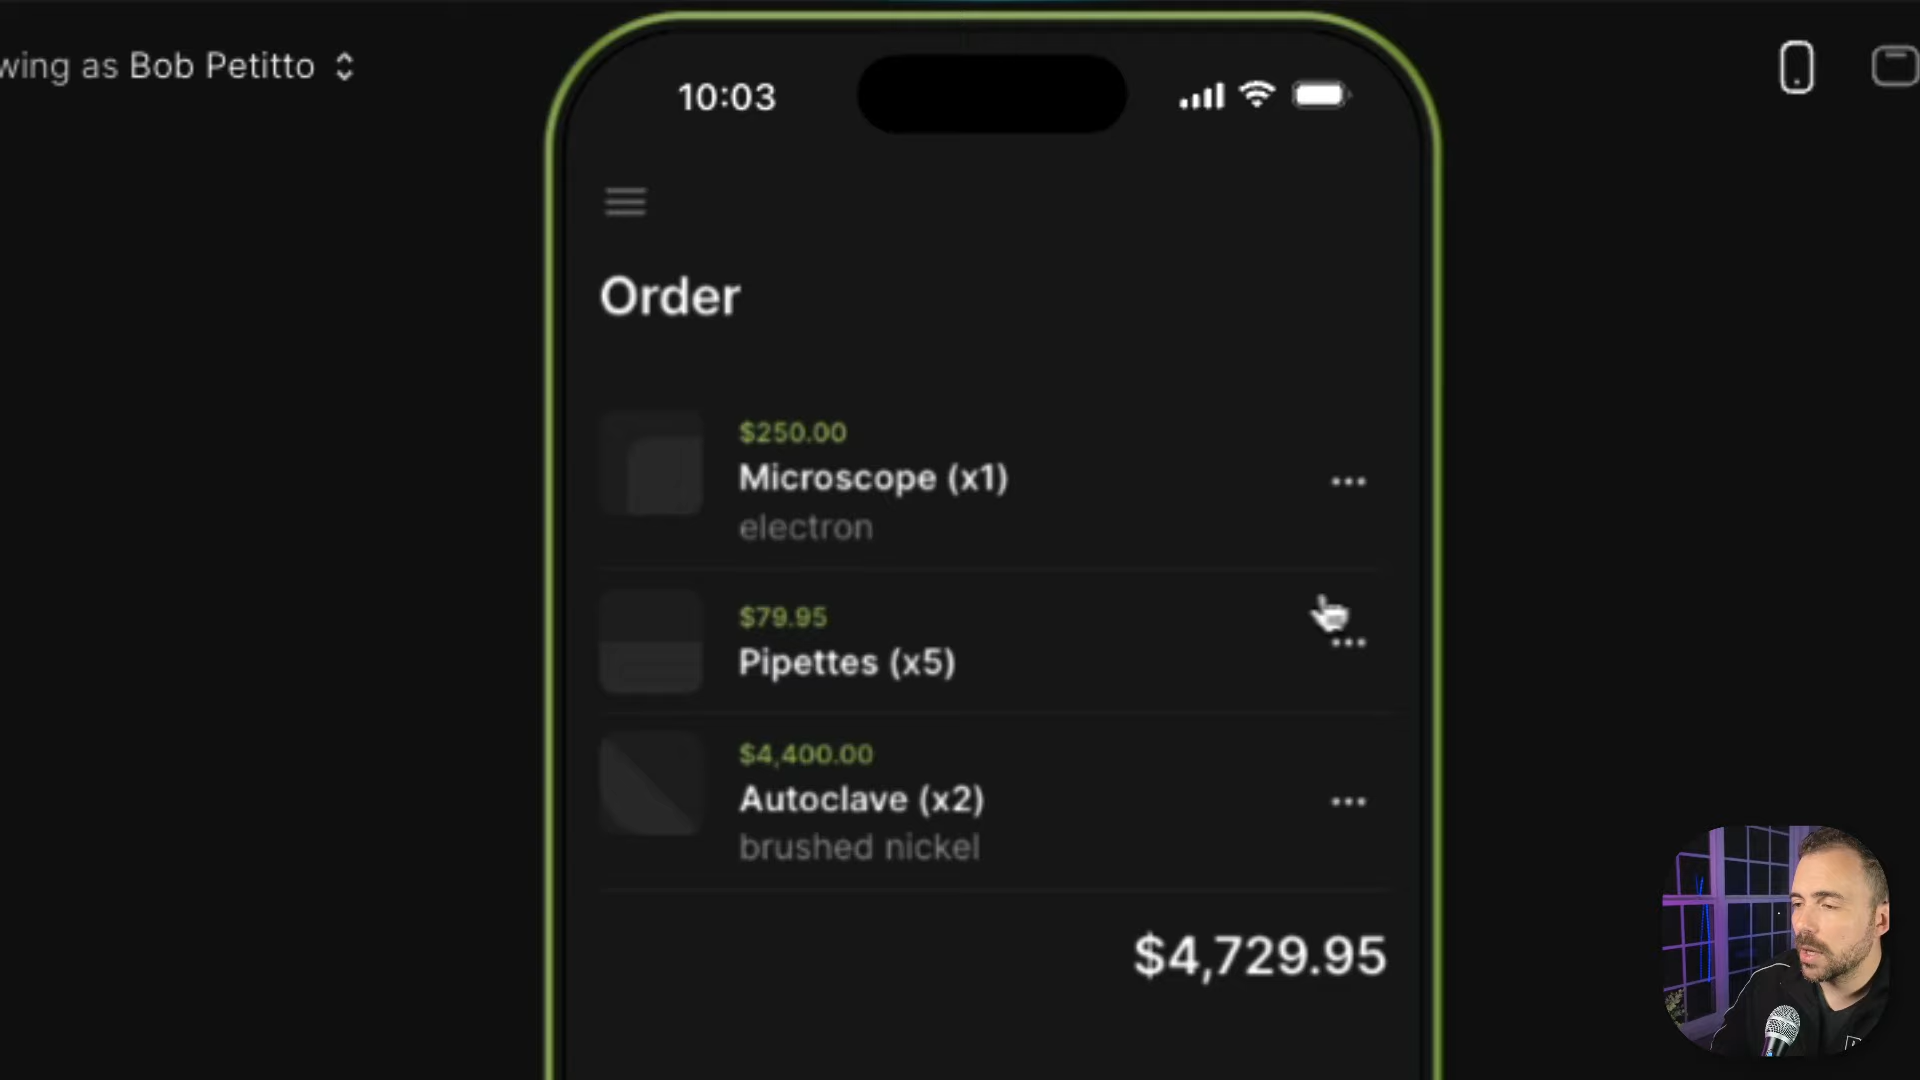 wing as Bob Petitto
10:03
Order
$250.00
Microscope (x1)
electron
$79.95
Pipettes (x5)
$4,400.00
Autoclave (x2)
brushed nickel
$4,729.95